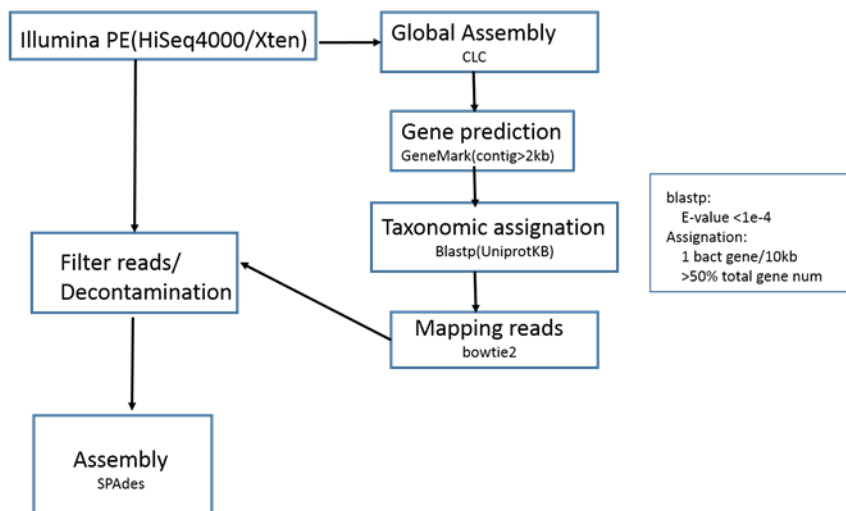 Illumina PE(HiSeq4000/Xten)
Global Assembly
CLC
Gene prediction
GeneMark(contig>2kb)
Taxonomic assignation
Blastp(UniprotKB)
Mapping reads
bowtie2
Filter reads/
Decontamination
Assembly
SPAdes
blastp:
E-value <1e-4
Assignation:
1 bact gene/10kb
>50% total gene num